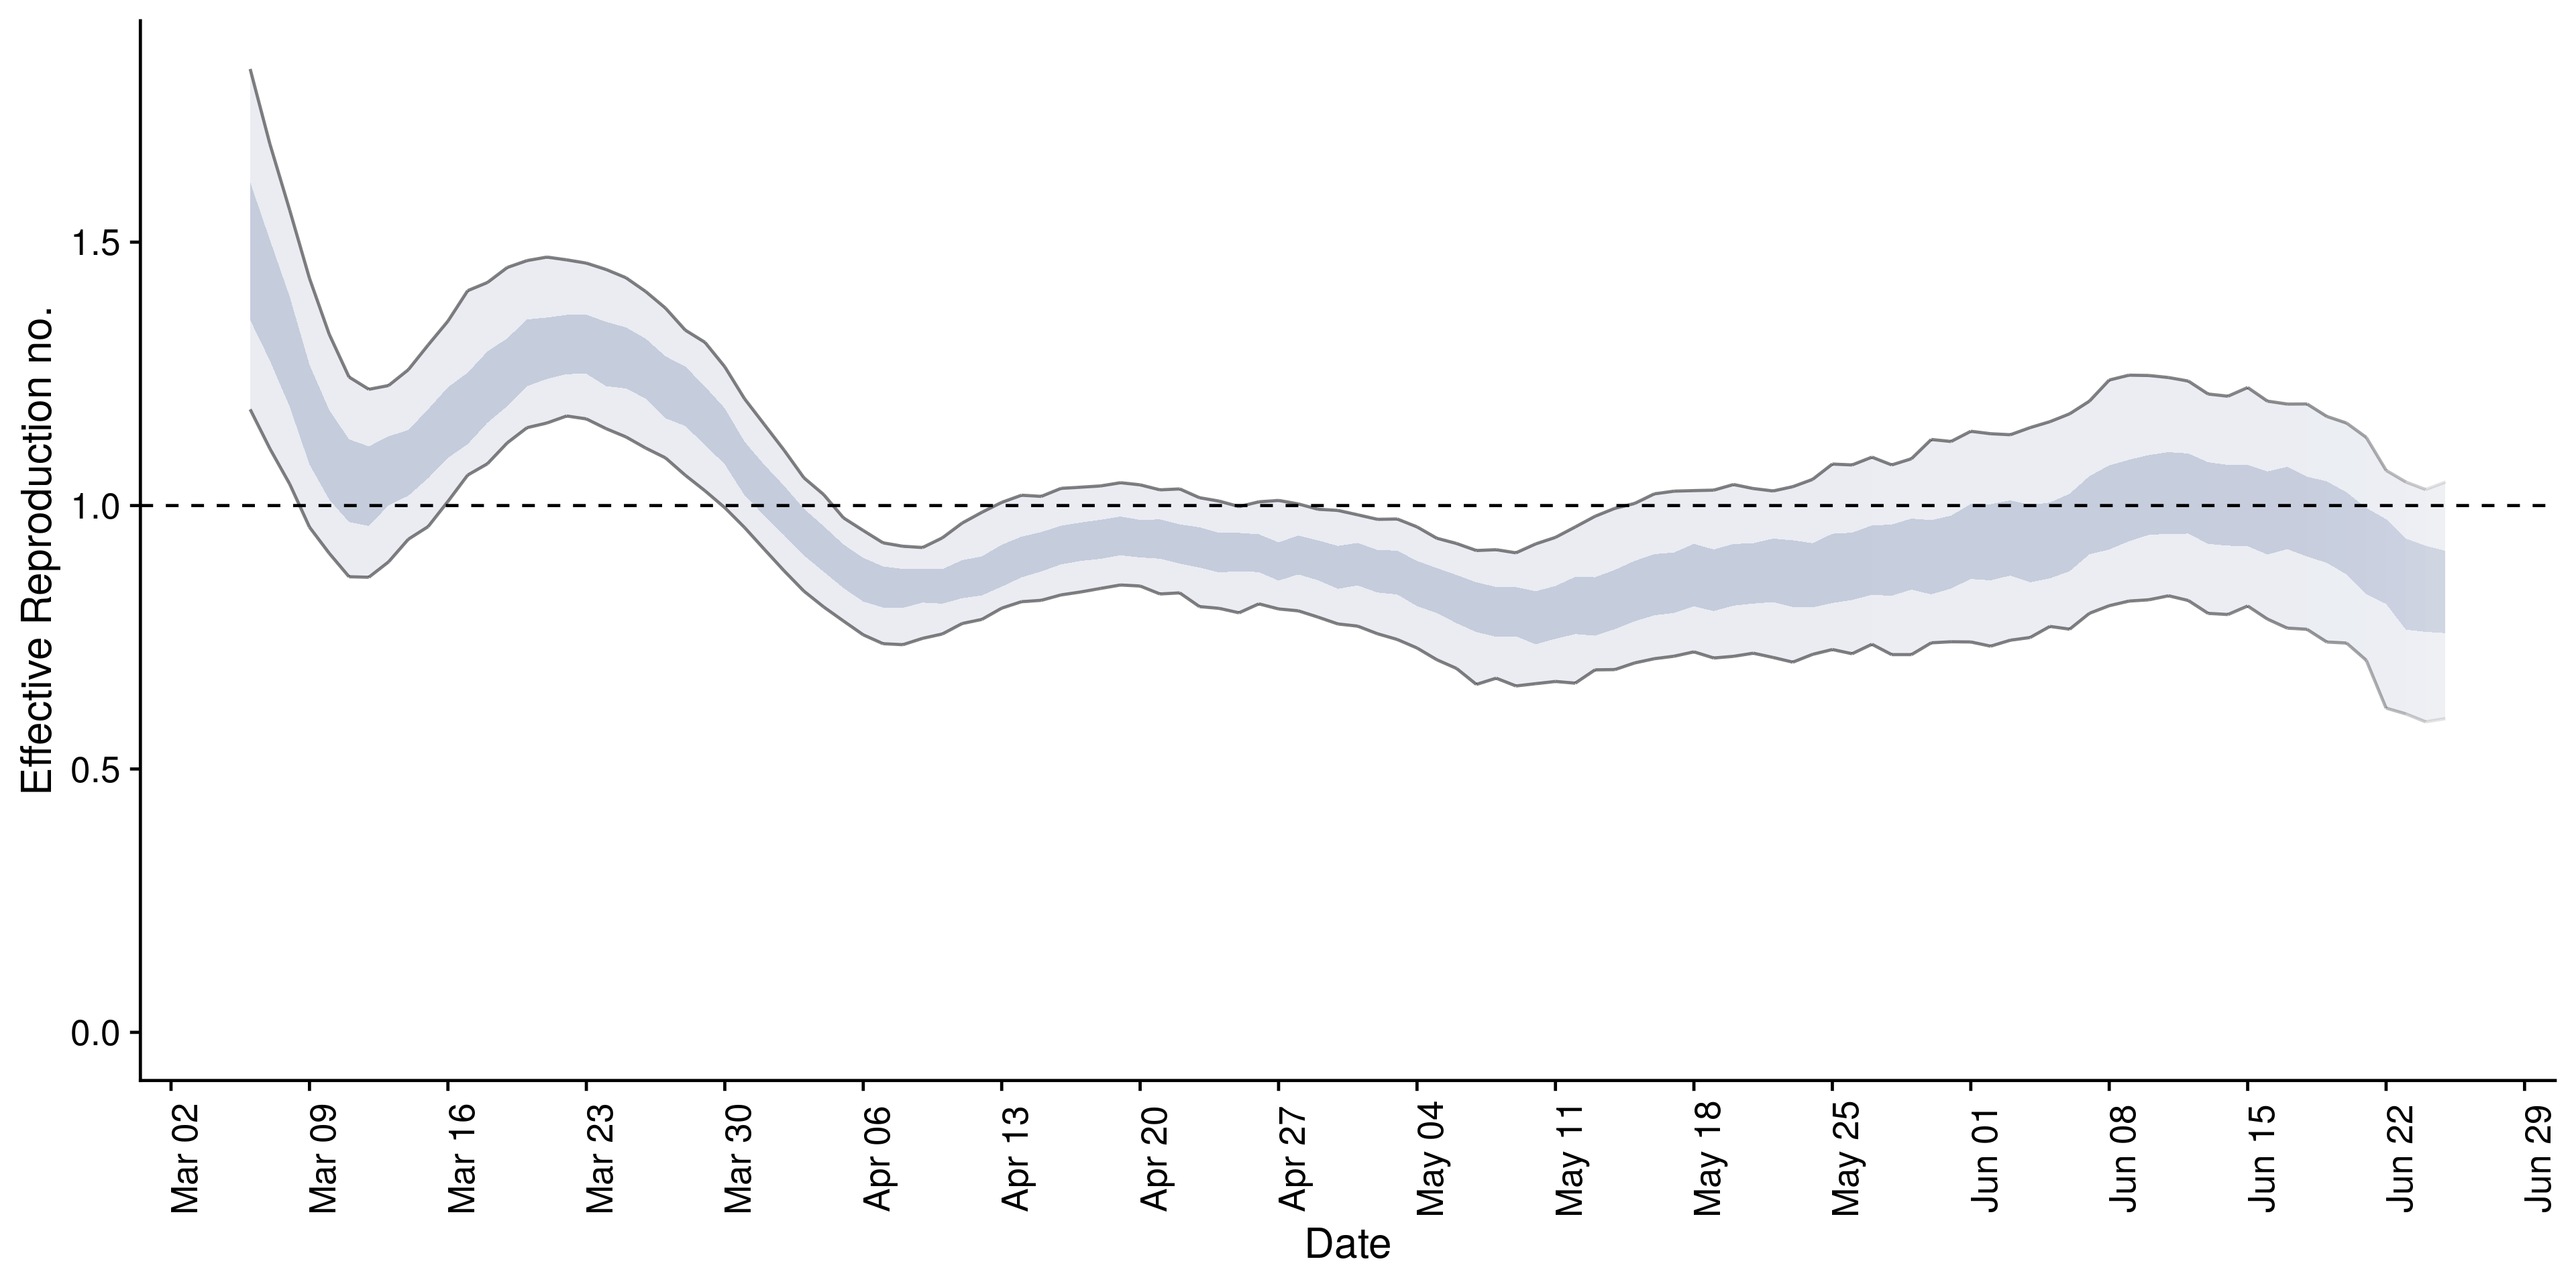 Effective Reproduction no.
1.5
1.0
0.5
0.0
Mar 02
Mar 09
Mar 16
Mar 23
Mar 30
Apr 06
Apr 13
Apr 20
Apr 27
May 04
May 11
May 18
May 25
Jun 01
Jun 08
Jun 15
Jun 22
Jun 29
Date